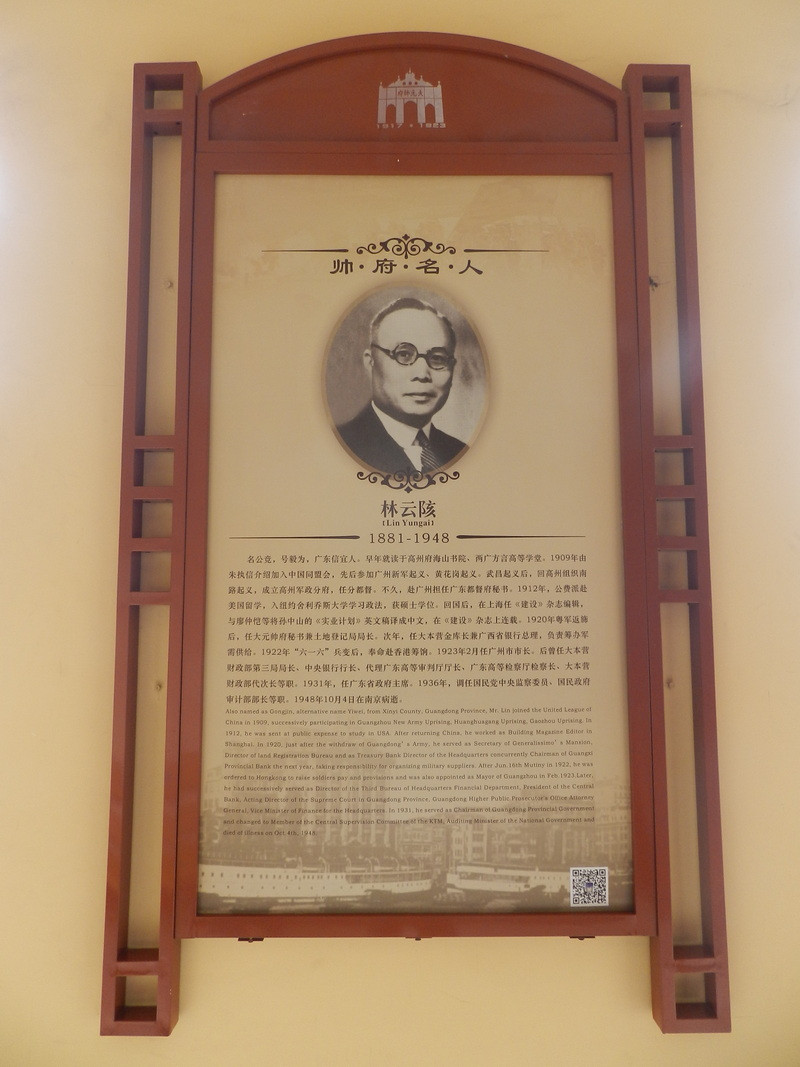 大元帅府
1917 • 1923
帅·府·名·人
林云陔
(Lin Yungai)
1881-1948
名公竞，号毅为，广东信宜人。早年就读于高州府海山书院、两广方言高等学堂。1909年由
朱执信介绍加入中国同盟会，先后参加广州新军起义、黄花岗起义。武昌起义后，回高州组织南
路起义，成立高州军政分府，任分都督。不久，赴广州担任广东都督府秘书。1912年，公费派赴
美国留学，入纽约舍利乔斯大学学习政法，获硕士学位。回国后，在上海任《建设》杂志编辑，
与廖仲恺等将孙中山的《实业计划》英文稿译成中文，在《建设》杂志上连载。1920年粤军返旆
后，任大元帅府秘书兼土地登记局局长。次年，任大本营金库长兼广西省银行总理，负责筹办军
需供给。1922年“六一六”兵变后，奉命赴香港筹饷。1923年2月任广州市市长。后曾任大本营
财政部第三局局长、中央银行行长、代理广东高等审判厅厅长、广东高等检察厅检察长、大本营
财政部代次长等职。1931年，任广东省政府主席。1936年，调任国民党中央监察委员、国民政府
审计部部长等职。1948年10月4日在南京病逝。
Also named as Gongjin, alternative name Yiwei, from Xinyi County, Guangdong Province, Mr. Lin joined the United League of
China in 1909, successively participating in Guangzhou New Army Uprising, Huanghuagang Uprising, Gaozhou Uprising. In
1912, he was sent at public expense to study in USA. After returning China, he worked as Building Magazine Editor in
Shanghai. In 1920, just after the withdraw of Guangdong's Army, he served as Secretary of Generalissimo's Mansion,
Director of land Registration Bureau and as Treasury Bank Director of the Headquarters concurrently Chairman of Guangxi
Provincial Bank the next year, taking responsibility for organizing military supplies. After Jun.16th Mutiny in 1922, he was
ordered to Hongkong to raise soldiers pay and provisions and was also appointed as Mayor of Guangzhou in Feb.1923.Later,
he had successively served as Director of the Third Bureau of Headquarters Financial Department, President of the Central
Bank, Acting Director of the Supreme Court in Guangdong Province, Guangdong Higher Public Prosecutor's Office Attorney
General, Vice Minister of Finance for the Headquarters. In 1931, he served as Chairman of Guangdong Provincial Government
and changed to Member of the Central Supervision Committee of the KTM, Auditing Minister of the National Government and
died of illness on Oct 4th, 1948.